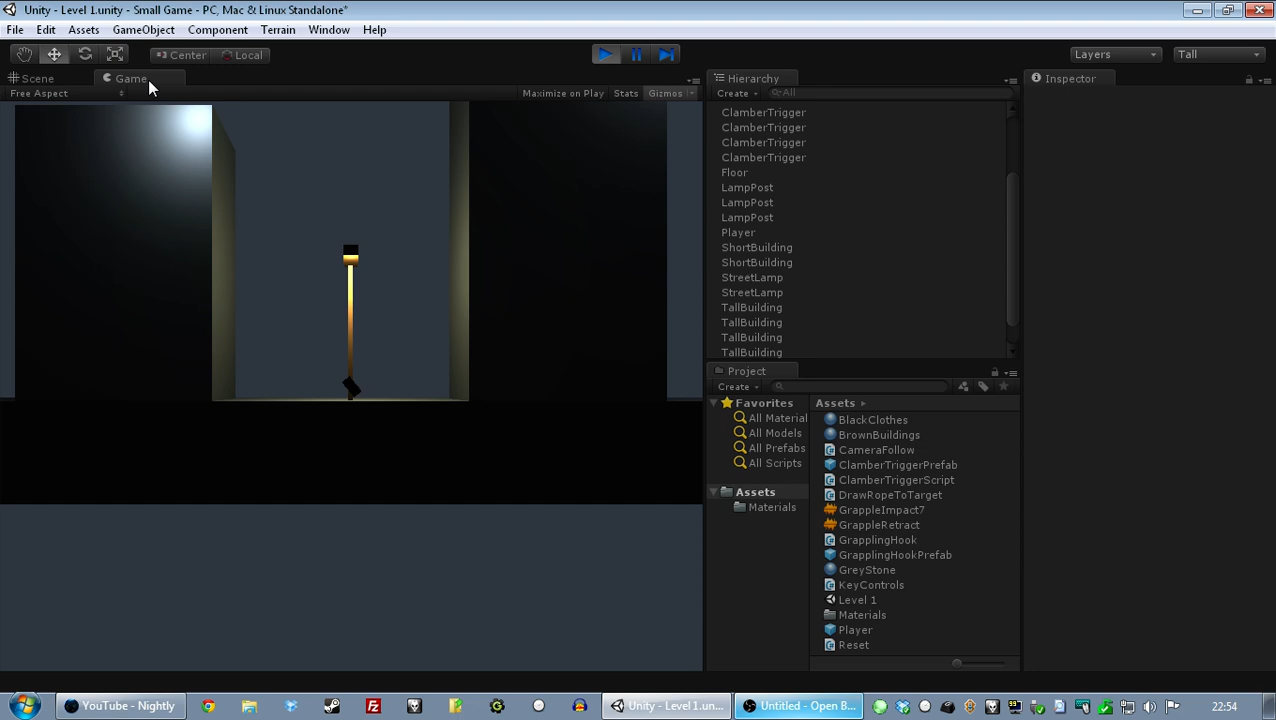 Unity - Level 1.unity - Small Game - PC, Mac & Linux Standalone*
File Edit Assets GameObject Component Terrain Window Help
Center Local Layers Tall
Scene Game
Free Aspect Maximize on Play Stats Gizmos
Hierarchy
Create All
ClamberTrigger
ClamberTrigger
ClamberTrigger
ClamberTrigger
Floor
LampPost
LampPost
LampPost
Player
ShortBuilding
ShortBuilding
StreetLamp
StreetLamp
TallBuilding
TallBuilding
TallBuilding
TallBuilding
Project
Create
Favorites
All Material
All Models
All Prefabs
All Scripts
Assets
Materials
Assets
BlackClothes
BrownBuildings
CameraFollow
ClamberTriggerPrefab
ClamberTriggerScript
DrawRopeToTarget
GrappleImpact7
GrappleRetract
GrapplingHook
GrapplingHookPrefab
GreyStone
KeyControls
Level 1
Materials
Player
Reset
Inspector
YouTube - Nightly
Unity - Level 1.un...
Untitled - Open B...
22:54